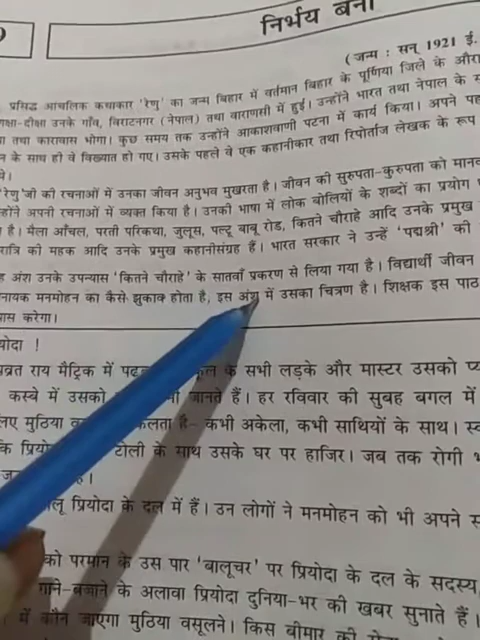 निर्भय बनो
(जन्म : सन् 1921 ई.
प्रसिद्ध आंचलिक कथाकार 'रेणु' का जन्म बिहार में वर्तमान बिहार के पूर्णिया जिले के औरा
क्षा-दीक्षा उनके गाँव, विराटनगर (नेपाल) तथा वाराणसी में हुई। उन्होंने भारत तथा नेपाल के
तथा कारावास भोगा। कुछ समय तक उन्होंने आकाशवाणी पटना में कार्य किया। अपने पह
के साथ ही वे विख्यात हो गए। उसके पहले वे एक कहानीकार तथा रिपोर्ताज लेखक के रूप
थे।
'रेणु'जी की रचनाओं में उनका जीवन अनुभव मुखरता है। जीवन की सुरुपता-कुरुपता को मानव
न्होंने अपनी रचनाओं में व्यक्त किया है। उनकी भाषा में लोक बोलियों के शब्दों का प्रयोग
है। मैला आँचल, परती परिकथा, जुलूस, पल्टू बाबू रोड, कितने चौराहे आदि उनके प्रमुख
रात्रि की महक आदि उनके प्रमुख कहानीसंग्रह हैं। भारत सरकार ने उन्हें 'पद्मश्री' की
ह अंश उनके उपन्यास 'कितने चौराहे' के सातवाँ प्रकरण से लिया गया है। विद्यार्थी जीवन
नायक मनमोहन का कैसे झुकाव होता है, इस अंश में उसका चित्रण है। शिक्षक इस पाठ
यास करेगा।
योदा !
व्रत राय मैट्रिक में के सभी लड़के और मास्टर उसको
कस्बे में उसको जानते हैं। हर रविवार की सुबह बगल में
लिए मुठिया है- कभी अकेला, कभी साथियों के साथ।
कि टोली के साथ उसके घर पर हाजिर। जब तक रोगी
है।
प्रियोदा के दल में हैं। उन लोगों ने मनमोहन को भी अपने
को परमान के उस पार 'बालूचर' पर प्रियोदा के दल के सदस्य,
गाने-बजाने के अलावा प्रियोदा दुनिया-भर की खबर सुनाते हैं।
में कौन जाएगा मुठिया वसूलने। किस बीमार की